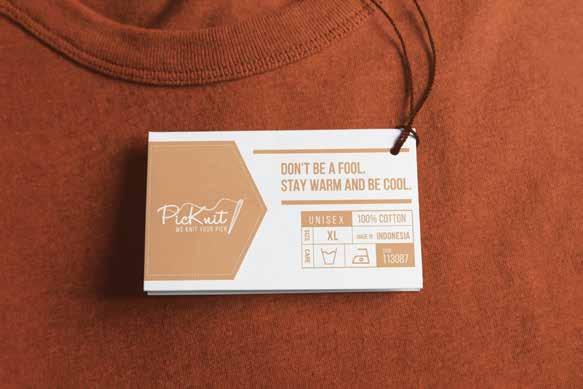 PicKnit
WE KNIT YOUR PICK
DON'T BE A FOOL.
STAY WARM AND BE COOL.
UNISEX 100% COTTON
SIZE XL MADE IN INDONESIA
CARE
113087